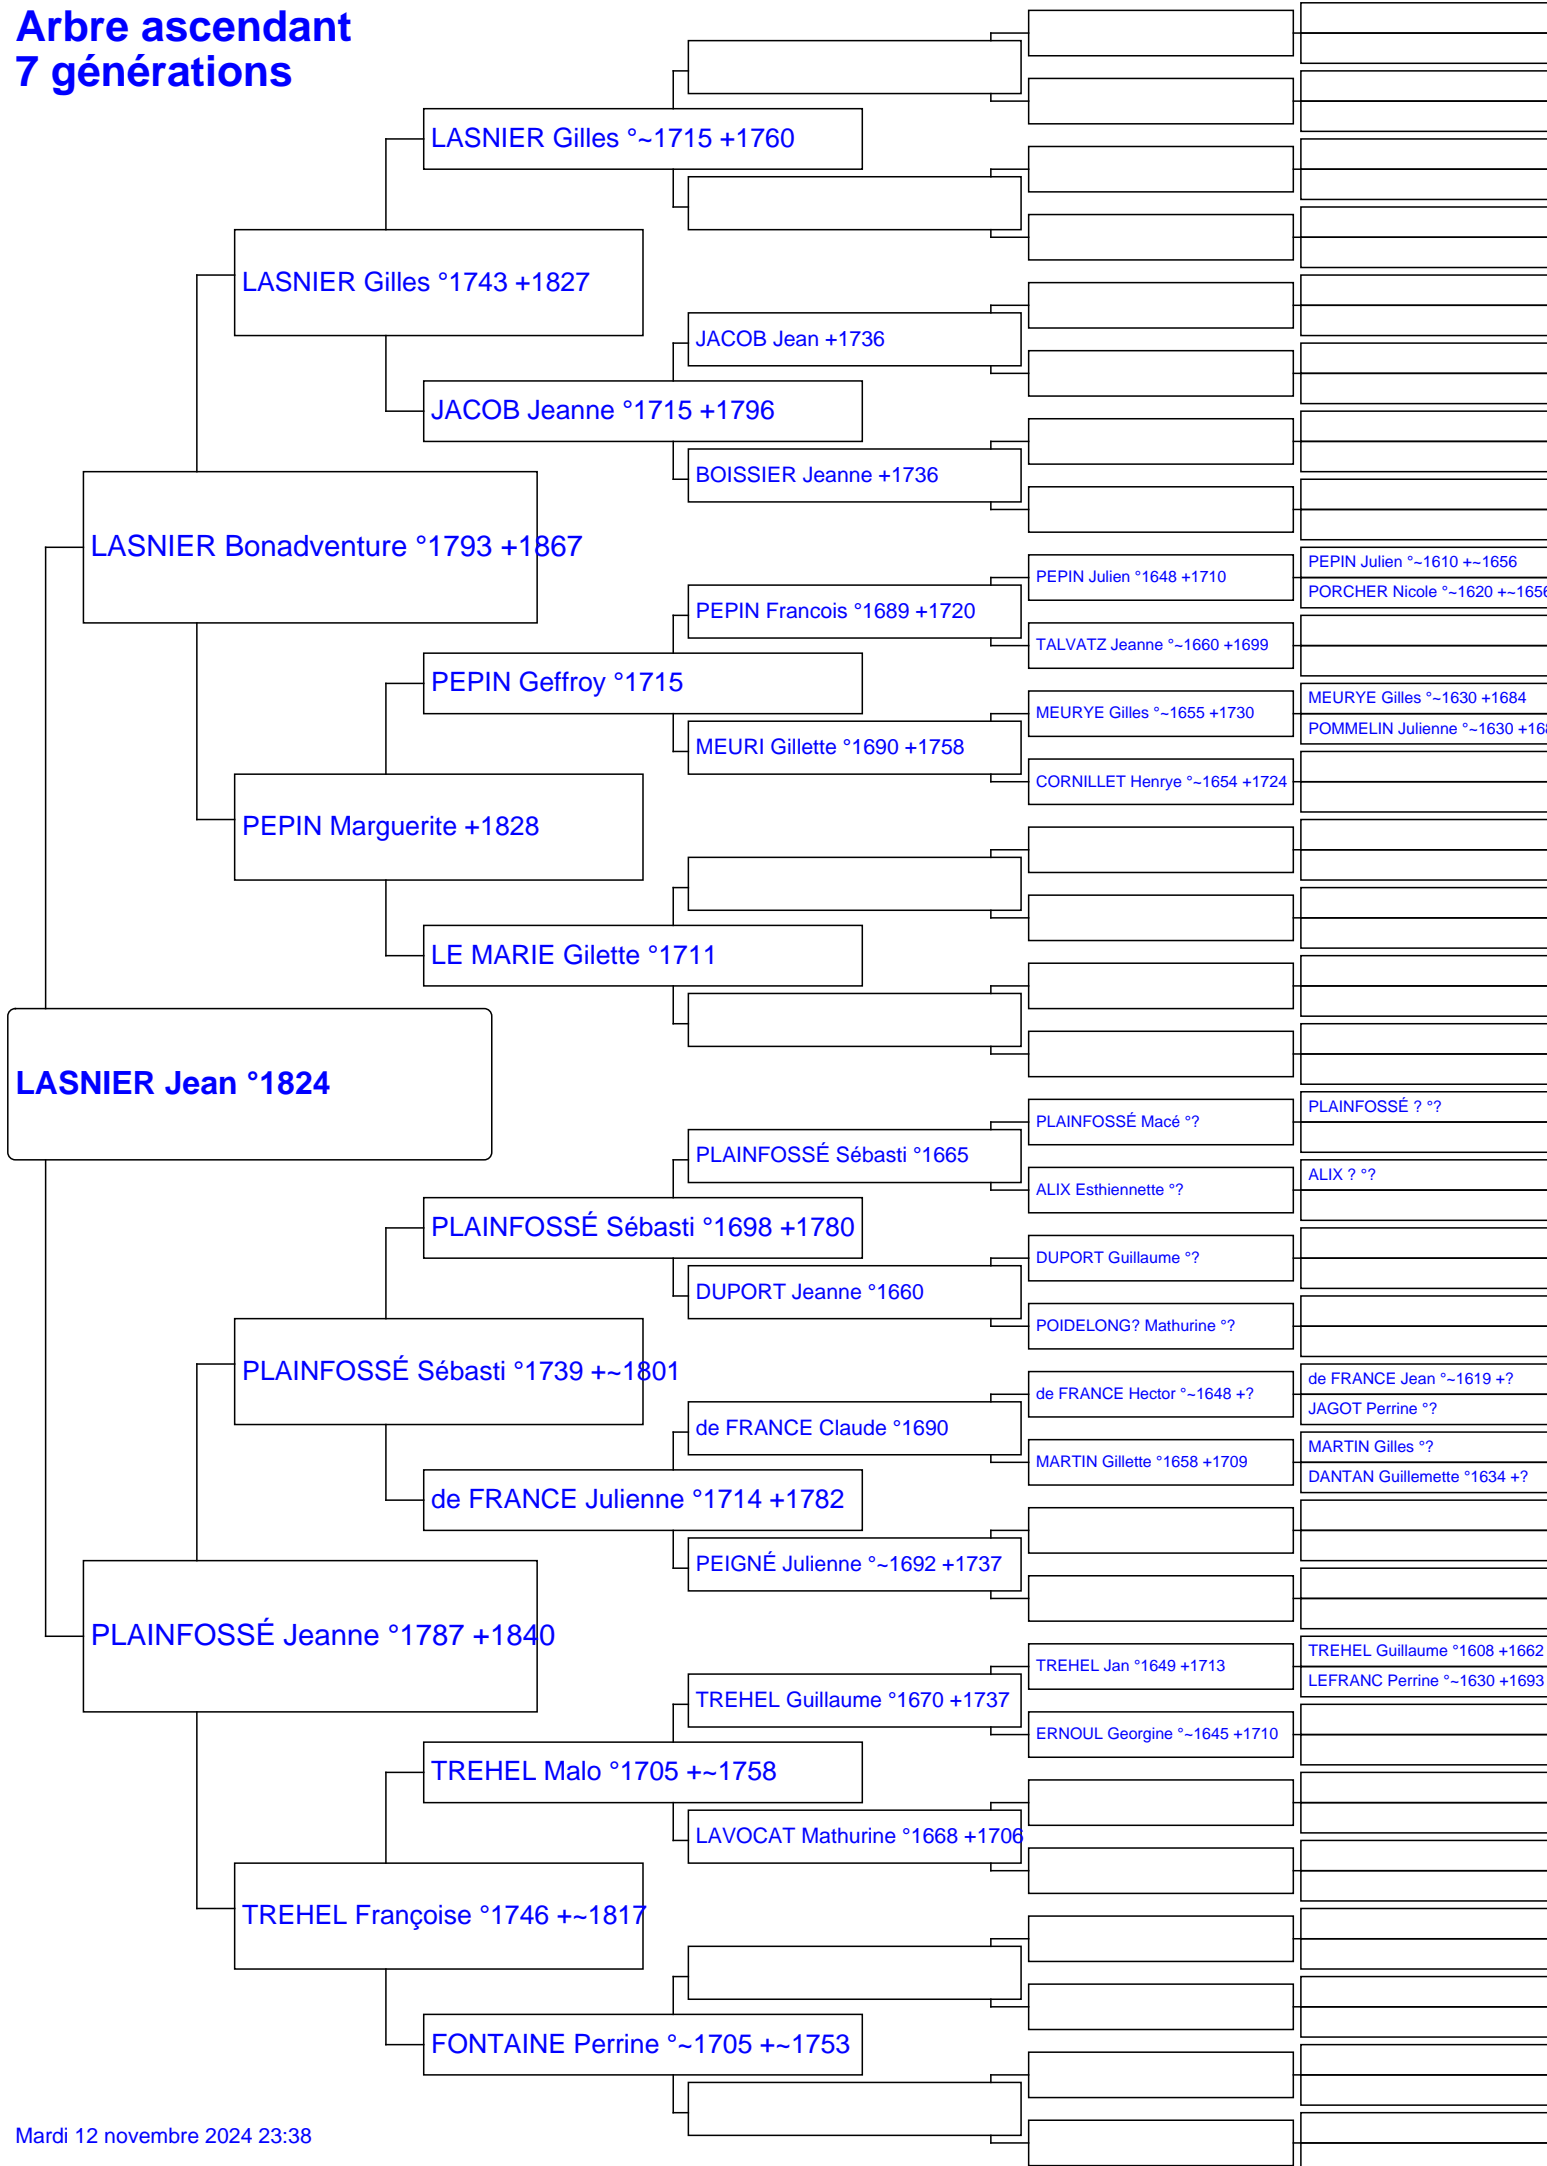 Arbre ascendant
7 générations
LASNIER Gilles °~1715 +1760
LASNIER Gilles °1743 +1827
JACOB Jean +1736
JACOB Jeanne °1715 +1796
BOISSIER Jeanne +1736
LASNIER Bonadventure °1793 +1867
PEPIN Julien °~1610 +~1656
PEPIN Julien °1648 +1710
PORCHER Nicole °~1620 +~1656
PEPIN Francois °1689 +1720
TALVATZ Jeanne °~1660 +1699
PEPIN Geffroy °1715
MEURYE Gilles °~1630 +1684
MEURYE Gilles °~1655 +1730
POMMELIN Julienne °~1630 +168
MEURI Gillette °1690 +1758
CORNILLET Henrye °~1654 +1724
PEPIN Marguerite +1828
LE MARIE Gilette °1711
LASNIER Jean °1824
PLAINFOSSÉ ? °?
PLAINFOSSÉ Macé °?
PLAINFOSSÉ Sébasti °1665
ALIX ? °?
ALIX Esthiennette °?
PLAINFOSSÉ Sébasti °1698 +1780
DUPORT Guillaume °?
DUPORT Jeanne °1660
POIDELONG? Mathurine °?
PLAINFOSSÉ Sébasti °1739 +~1801
de FRANCE Jean °~1619 +?
de FRANCE Hector °~1648 +?
JAGOT Perrine °?
de FRANCE Claude °1690
MARTIN Gilles °?
MARTIN Gillette °1658 +1709
DANTAN Guillemette °1634 +?
de FRANCE Julienne °1714 +1782
PEIGNÉ Julienne °~1692 +1737
PLAINFOSSÉ Jeanne °1787 +1840
TREHEL Guillaume °1608 +1662
TREHEL Jan °1649 +1713
LEFRANC Perrine °~1630 +1693
TREHEL Guillaume °1670 +1737
ERNOUL Georgine °~1645 +1710
TREHEL Malo °1705 +~1758
LAVOCAT Mathurine °1668 +1706
TREHEL Françoise °1746 +~1817
FONTAINE Perrine °~1705 +~1753
Mardi 12 novembre 2024 23:38